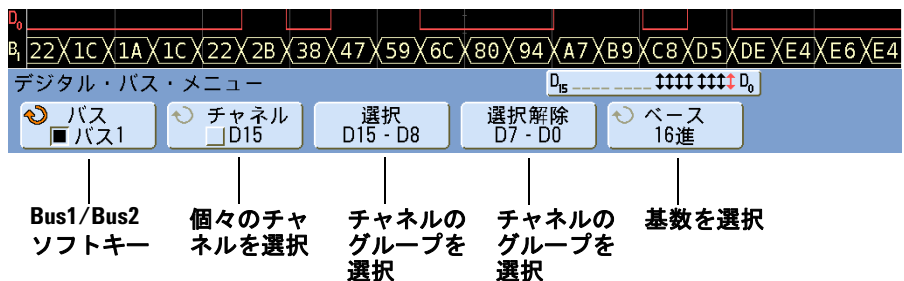 D0
B1 22 1C 1A 1C 22 2B 38 47 59 6C 80 94 A7 B9 C8 D5 DE E4 E6 E4
デジタル・バス・メニュー D15 D0
バス
バス1
チャネル
D15
選択
D15 - D8
選択解除
D7 - D0
ベース
16進
Bus1/Bus2
ソフトキー
個々のチャ
ネルを選択
チャネルの
グループを
選択
チャネルの
グループを
選択
基数を選択